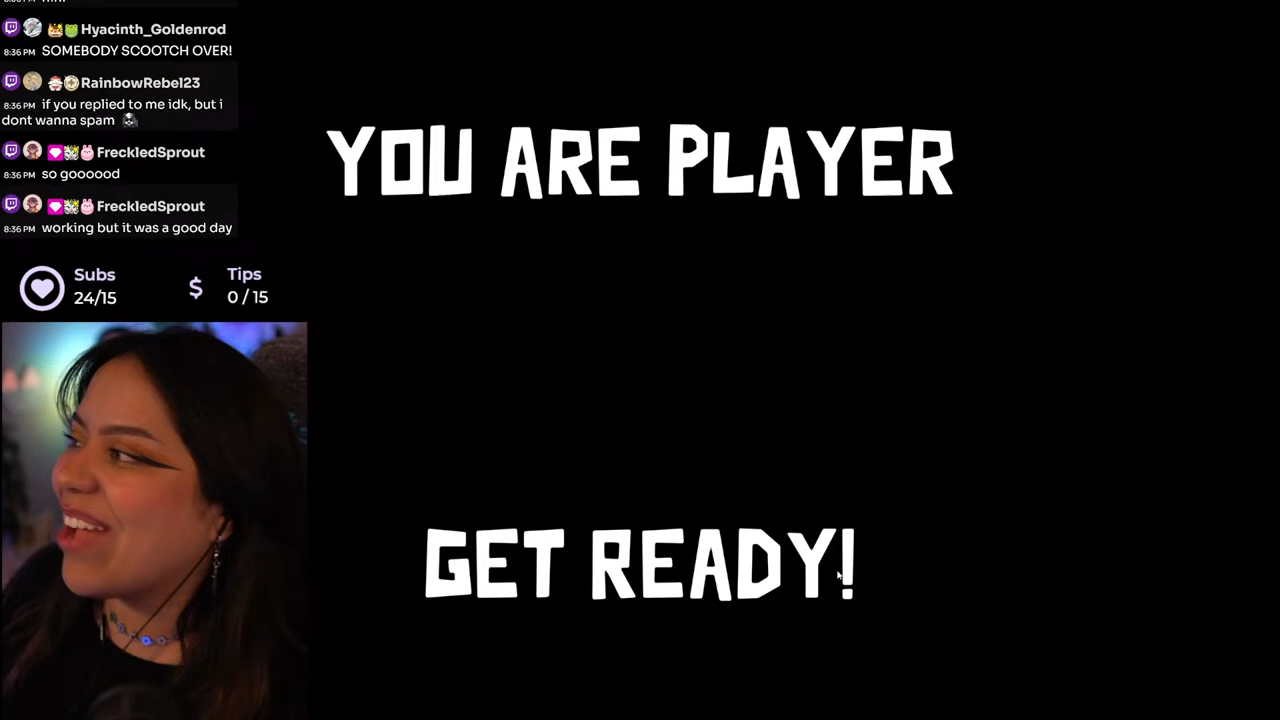 Hyacinth_Goldenrod
8:36 PM SOMEBODY SCOOTCH OVER!
RainbowRebel23
8:36 PM if you replied to me idk, but i
dont wanna spam
FreckledSprout
8:36 PM so goooood
FreckledSprout
8:36 PM working but it was a good day
Subs
24/15
$
Tips
0 / 15
YOU ARE PLAYER
GET READY!